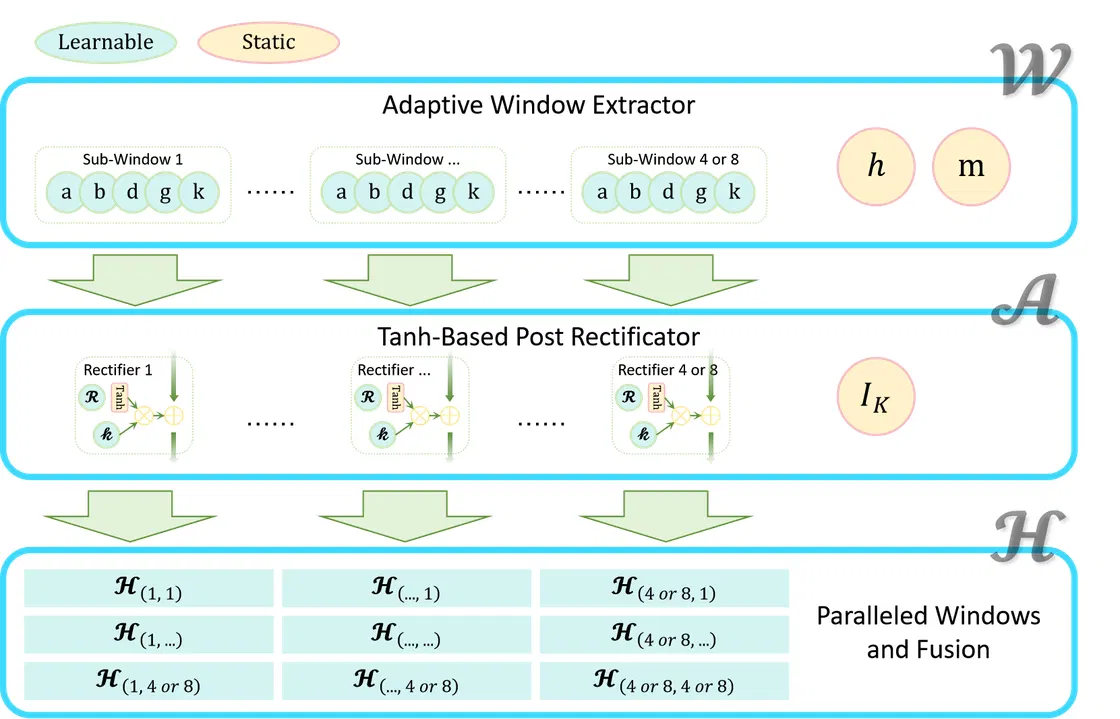 Learnable Static
𝓦
Adaptive Window Extractor
Sub-Window 1 Sub-Window ... Sub-Window 4 or 8
a b d g k ...... a b d g k ...... a b d g k
h m
𝓐
Tanh-Based Post Rectificator
Rectifier 1 Rectifier ... Rectifier 4 or 8
𝓡 Tanh 𝓡 Tanh 𝓡 Tanh
𝓀 ...... 𝓀 ...... 𝓀
I_K
𝓗
𝓗(1, 1) 𝓗(..., 1) 𝓗(4 or 8, 1)
𝓗(1, ...) 𝓗(..., ...) 𝓗(4 or 8, ...)
𝓗(1, 4 or 8) 𝓗(..., 4 or 8) 𝓗(4 or 8, 4 or 8)
Paralleled Windows
and Fusion